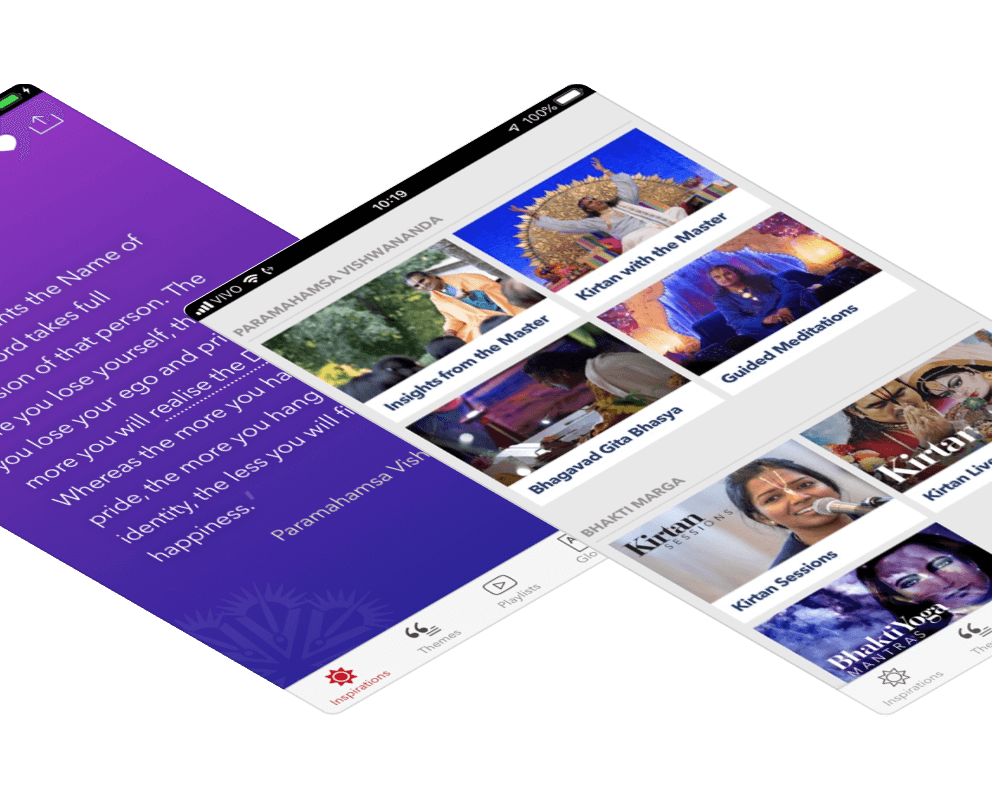 nts the Name of
ord takes full
sion of that person. The
re you lose yourself, th
you lose your ego and pri
more you will realise the D
Whereas the more you ha
pride, the more you hang
identity, the less you will fi
happiness.
Paramahamsa Vish
Inspirations
Themes
Playlists
Glo
VIVO
10:19
100%
PARAMAHAMSA VISHWANANDA
Insights from the Master
Kirtan with the Master
Bhagavad Gita Bhasya
Guided Meditations
BHAKTI MARGA
Kirtan
SESSIONS
Kirtan Sessions
Kirtan
Kirtan Live
BhaktiYoga
MANTRAS
Inspirations
The